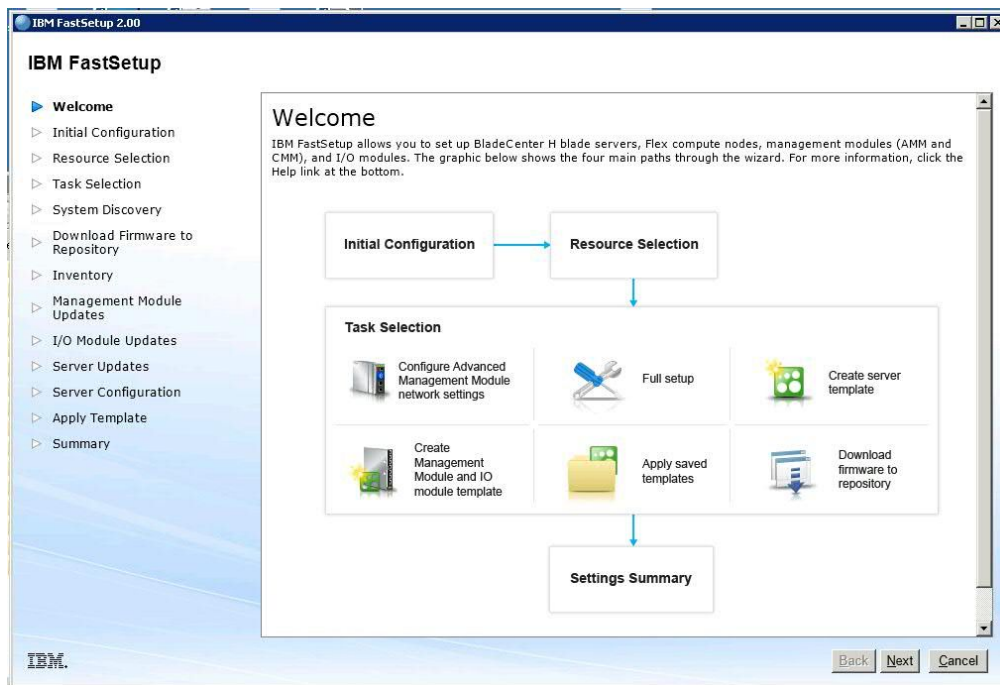 IBM FastSetup 2.00
IBM FastSetup
Welcome
Initial Configuration
Resource Selection
Task Selection
System Discovery
Download Firmware to
Repository
Inventory
Management Module
Updates
I/O Module Updates
Server Updates
Server Configuration
Apply Template
Summary
Welcome
IBM FastSetup allows you to set up BladeCenter H blade servers, Flex compute nodes, management modules (AMM and
CMM), and I/O modules. The graphic below shows the four main paths through the wizard. For more information, click the
Help link at the bottom.
Initial Configuration
Resource Selection
Task Selection
Configure Advanced
Management Module
network settings
Full setup
Create server
template
Create
Management
Module and IO
module template
Apply saved
templates
Download
firmware to
repository
Settings Summary
IBM.
Back
Next
Cancel